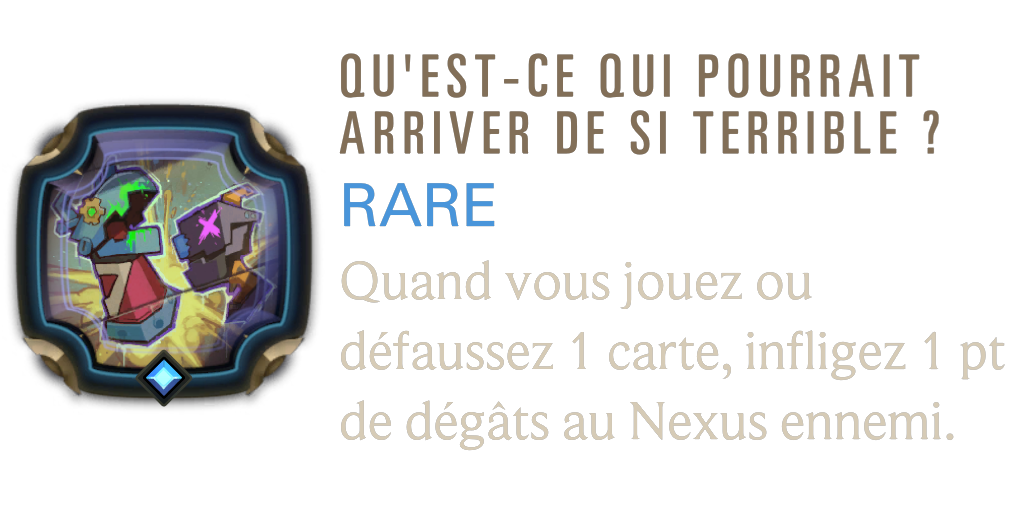 QU'EST-CE QUI POURRAIT
ARRIVER DE SI TERRIBLE ?
RARE
Quand vous jouez ou
défaussez 1 carte, infligez 1 pt
de dégâts au Nexus ennemi.